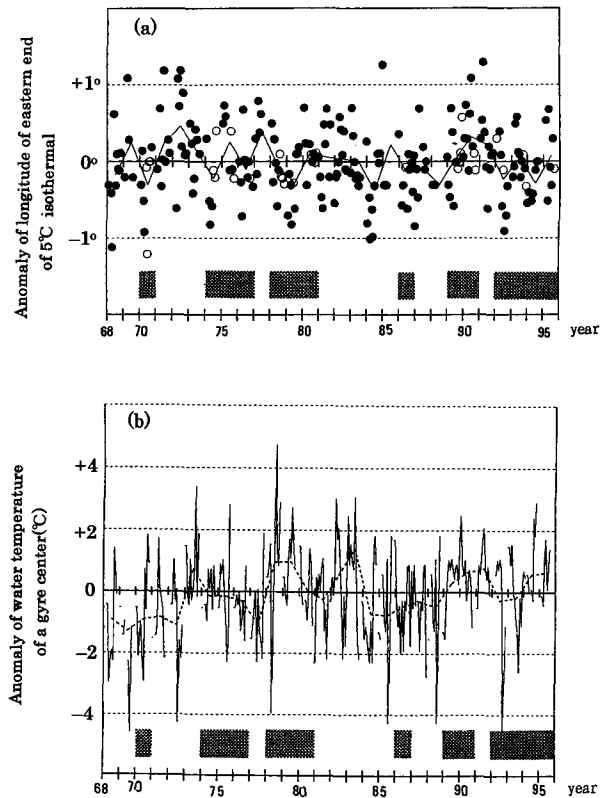 (a)
Anomaly of longitude of eastern end
of 5℃ isothermal
+1°
0°
−1°
68 70 75 80 85 90 95 year
(b)
Anomaly of water temperature
of a gyre center(℃)
+4
+2
0
−2
−4
68 70 75 80 85 90 95 year